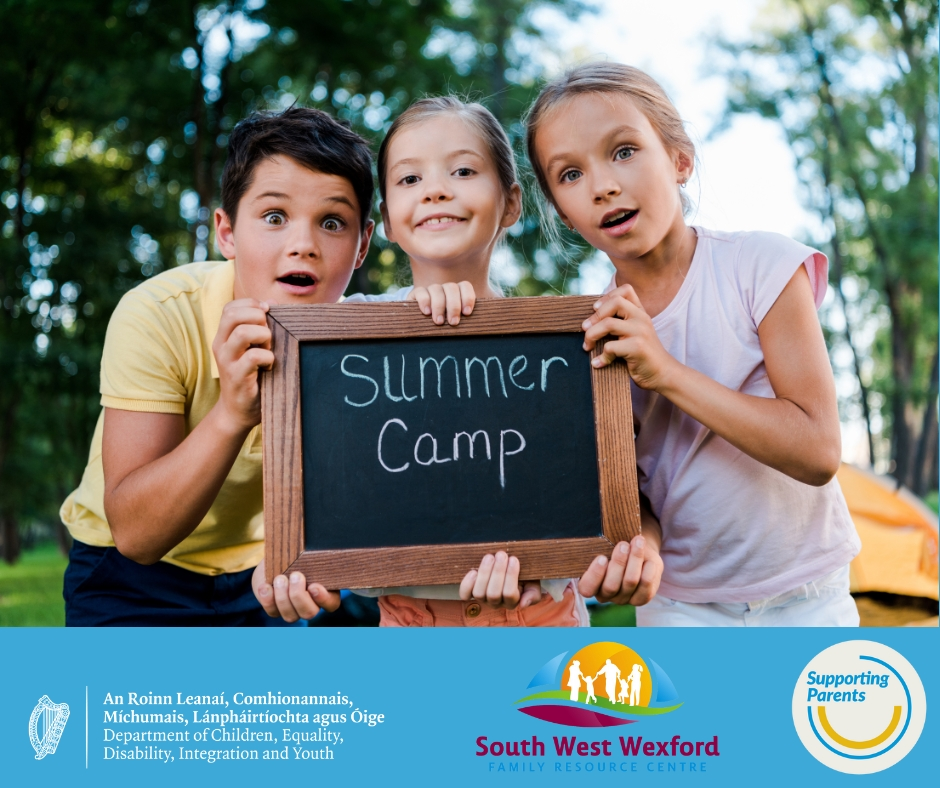 Summer
Camp
An Roinn Leanaí, Comhionannais,
Míchumais, Lánpháirtíochta agus Óige
Department of Children, Equality,
Disability, Integration and Youth
South West Wexford
FAMILY RESOURCE CENTRE
Supporting
Parents